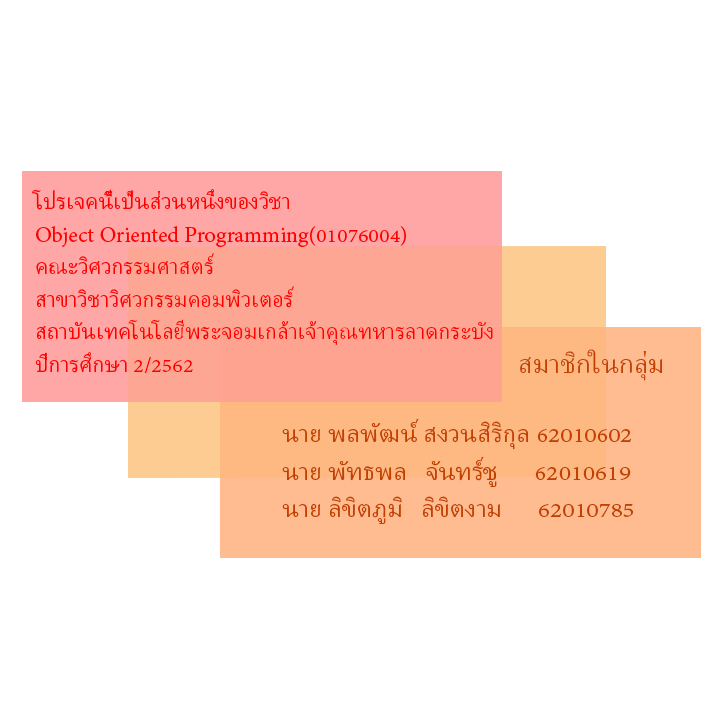 โปรเจคนี้เป็นส่วนหนึ่งของวิชา
Object Oriented Programming(01076004)
คณะวิศวกรรมศาสตร์
สาขาวิชาวิศวกรรมคอมพิวเตอร์
สถาบันเทคโนโลยีพระจอมเกล้าเจ้าคุณทหารลาดกระบัง
ปีการศึกษา 2/2562
สมาชิกในกลุ่ม
นาย พลพัฒน์ สงวนสิริกุล 62010602
นาย พัทธพล จันทร์ชู 62010619
นาย ลิขิตภูมิ ลิขิตงาม 62010785